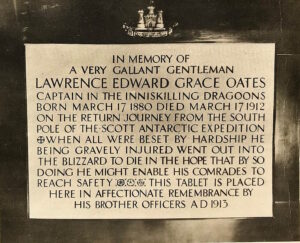 IN MEMORY OF
A VERY GALLANT GENTLEMAN
LAWRENCE EDWARD GRACE OATES
CAPTAIN IN THE INNISKILLING DRAGOONS
BORN MARCH 17 1880 DIED MARCH 17 1912
ON THE RETURN JOURNEY FROM THE SOUTH
POLE OF THE SCOTT ANTARCTIC EXPEDITION
WHEN ALL WERE BESET BY HARDSHIP HE
BEING GRAVELY INJURED WENT OUT INTO
THE BLIZZARD TO DIE IN THE HOPE THAT BY SO
DOING HE MIGHT ENABLE HIS COMRADES TO
REACH SAFETY THIS TABLET IS PLACED
HERE IN AFFECTIONATE REMEMBRANCE BY
HIS BROTHER OFFICERS A D 1913